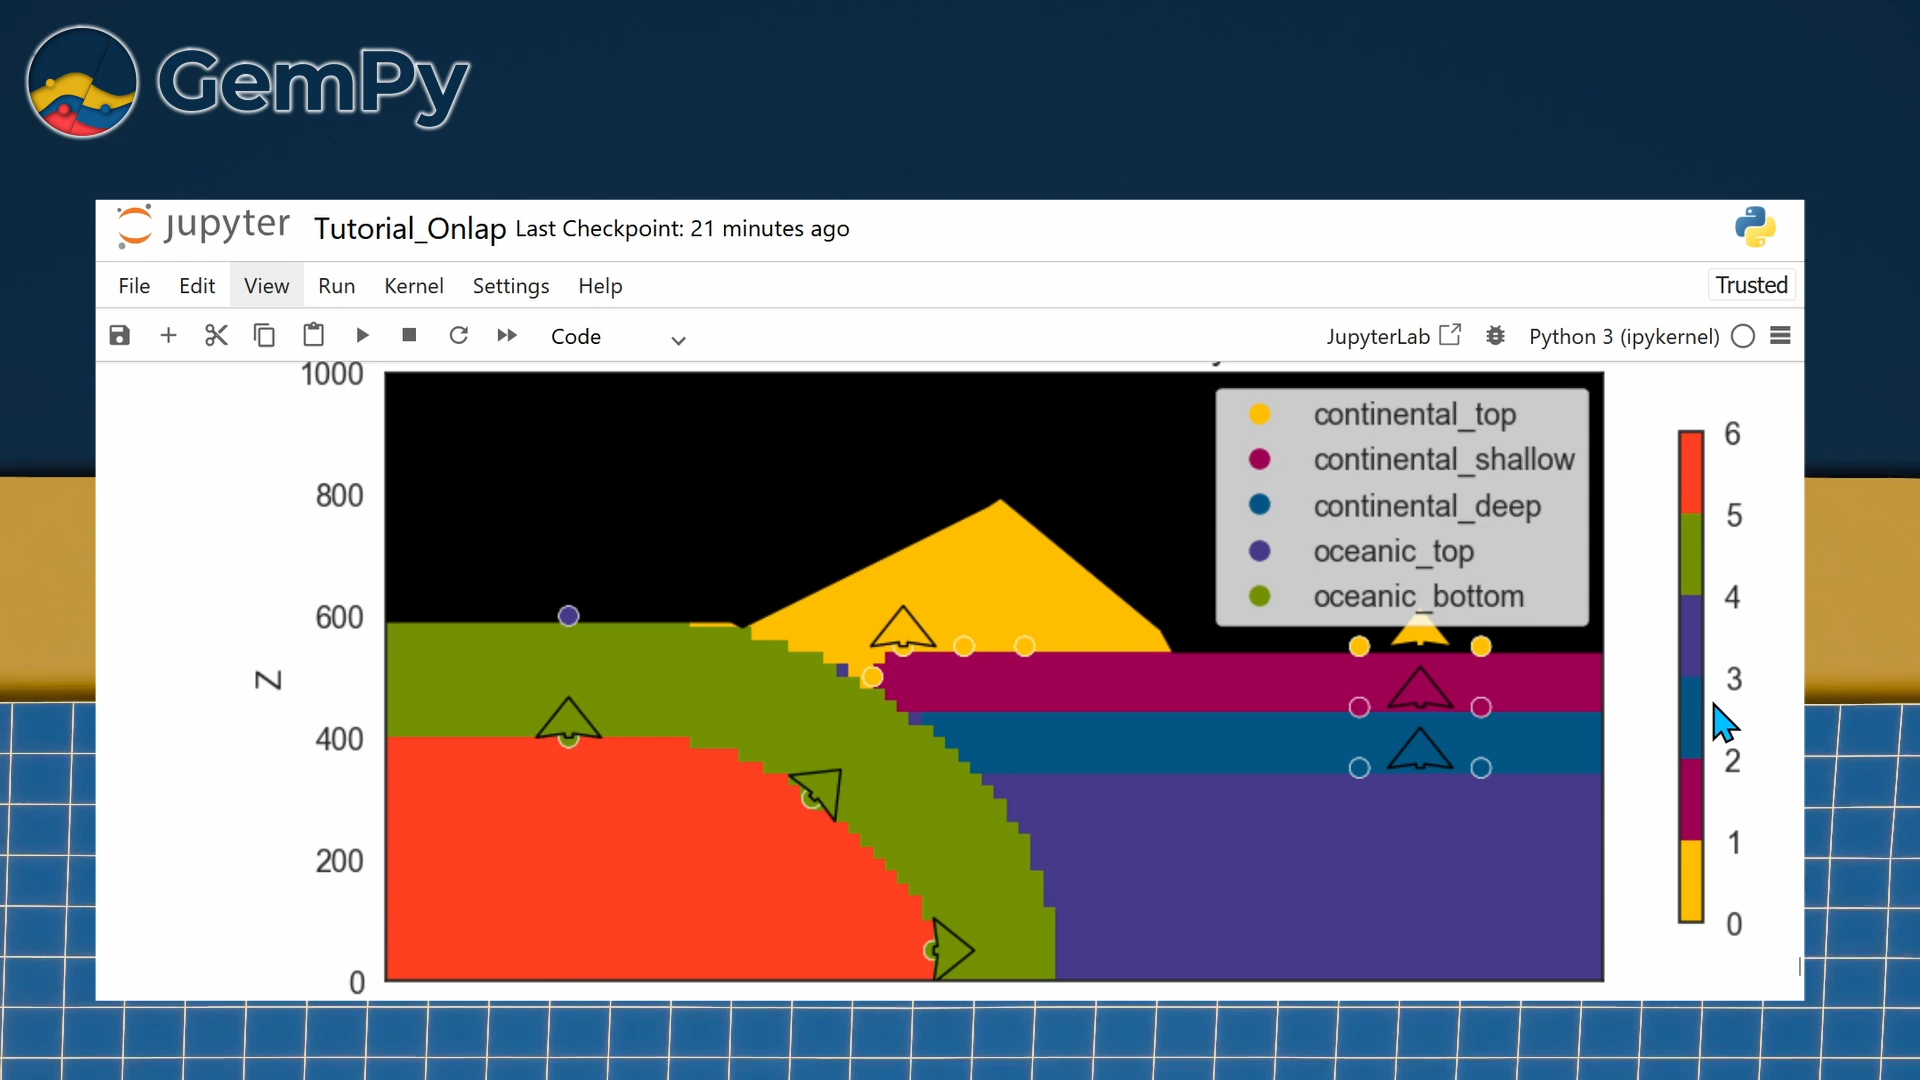 GemPy
jupyter Tutorial_Onlap Last Checkpoint: 21 minutes ago
File Edit View Run Kernel Settings Help Trusted
Code JupyterLab Python 3 (ipykernel)
1000
800
600
400
200
0
Z
continental_top
continental_shallow
continental_deep
oceanic_top
oceanic_bottom
6
5
4
3
2
1
0